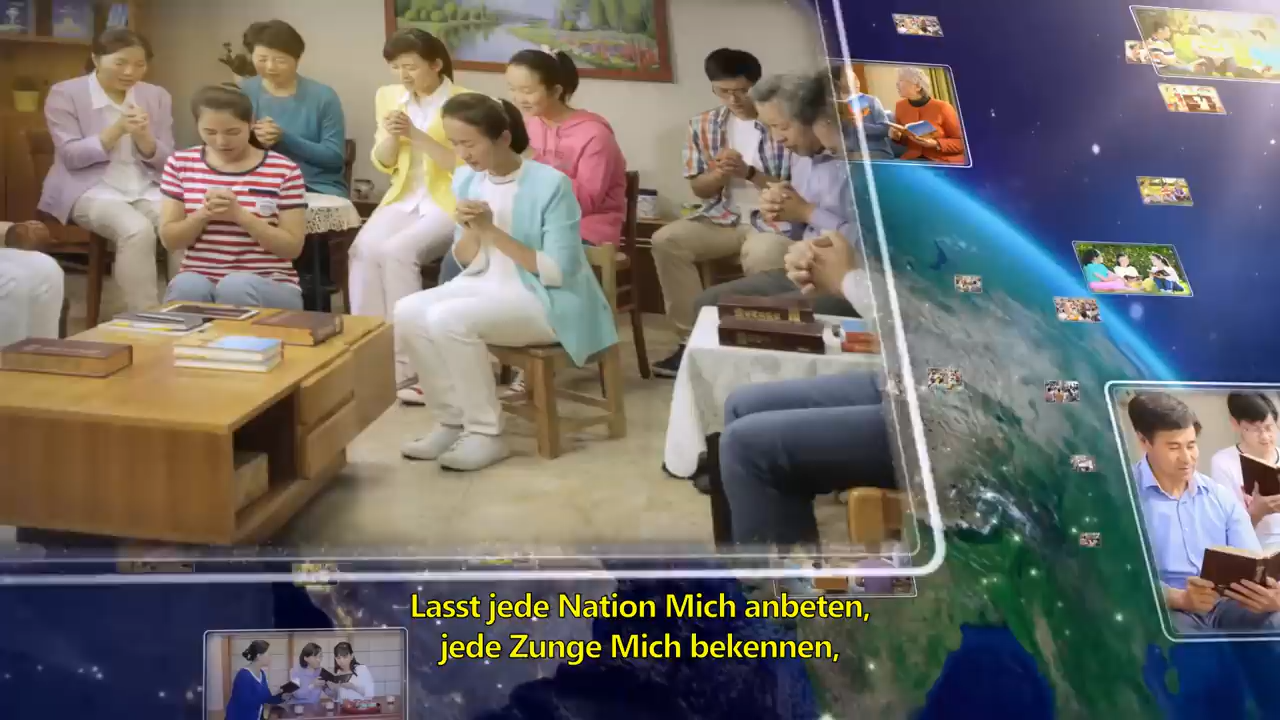 Lasst jede Nation Mich anbeten,
jede Zunge Mich bekennen,